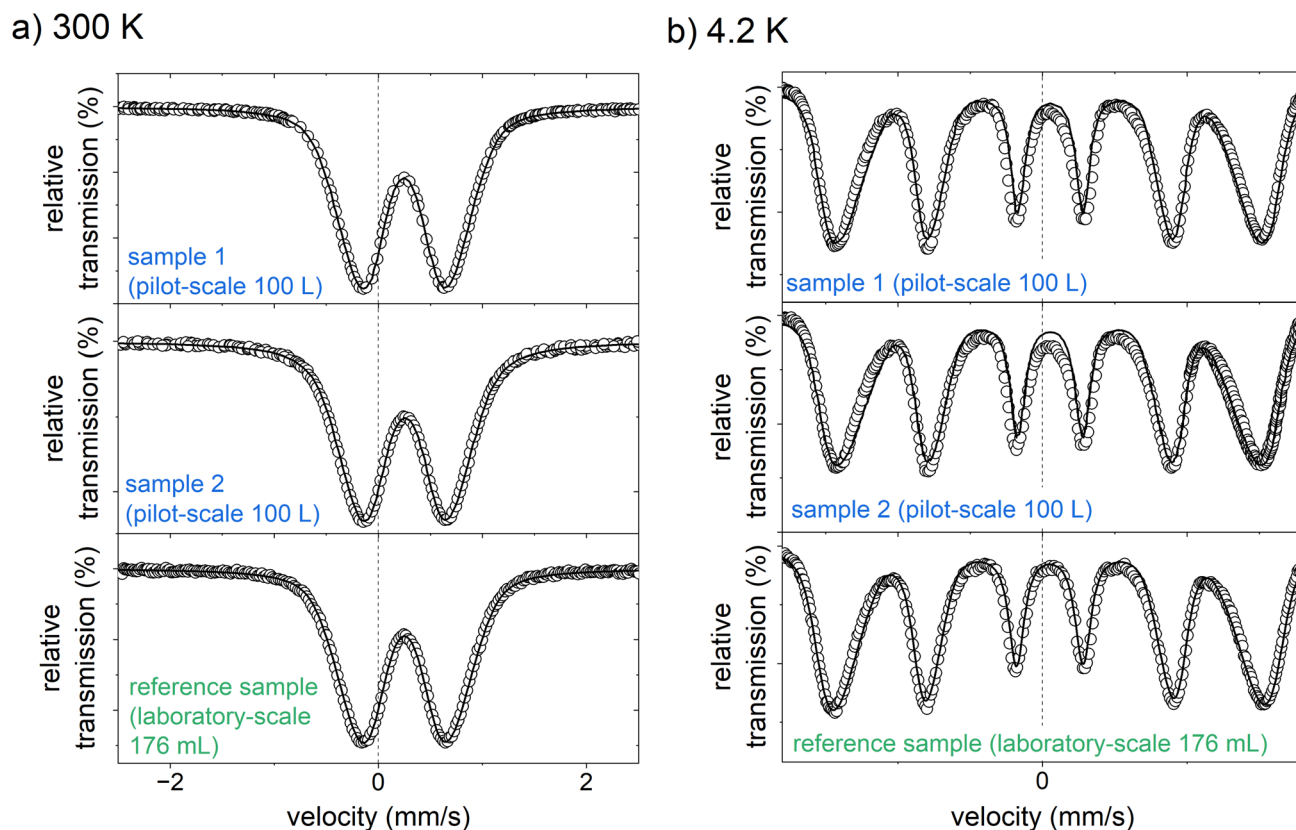 a) 300 K
relative
transmission (%)
sample 1
(pilot-scale 100 L)
relative
transmission (%)
sample 2
(pilot-scale 100 L)
relative
transmission (%)
reference sample
(laboratory-scale
176 mL)
−2
0
2
velocity (mm/s)
b) 4.2 K
relative
transmission (%)
sample 1 (pilot-scale 100 L)
relative
transmission (%)
sample 2 (pilot-scale 100 L)
relative
transmission (%)
reference sample (laboratory-scale 176 mL)
0
velocity (mm/s)